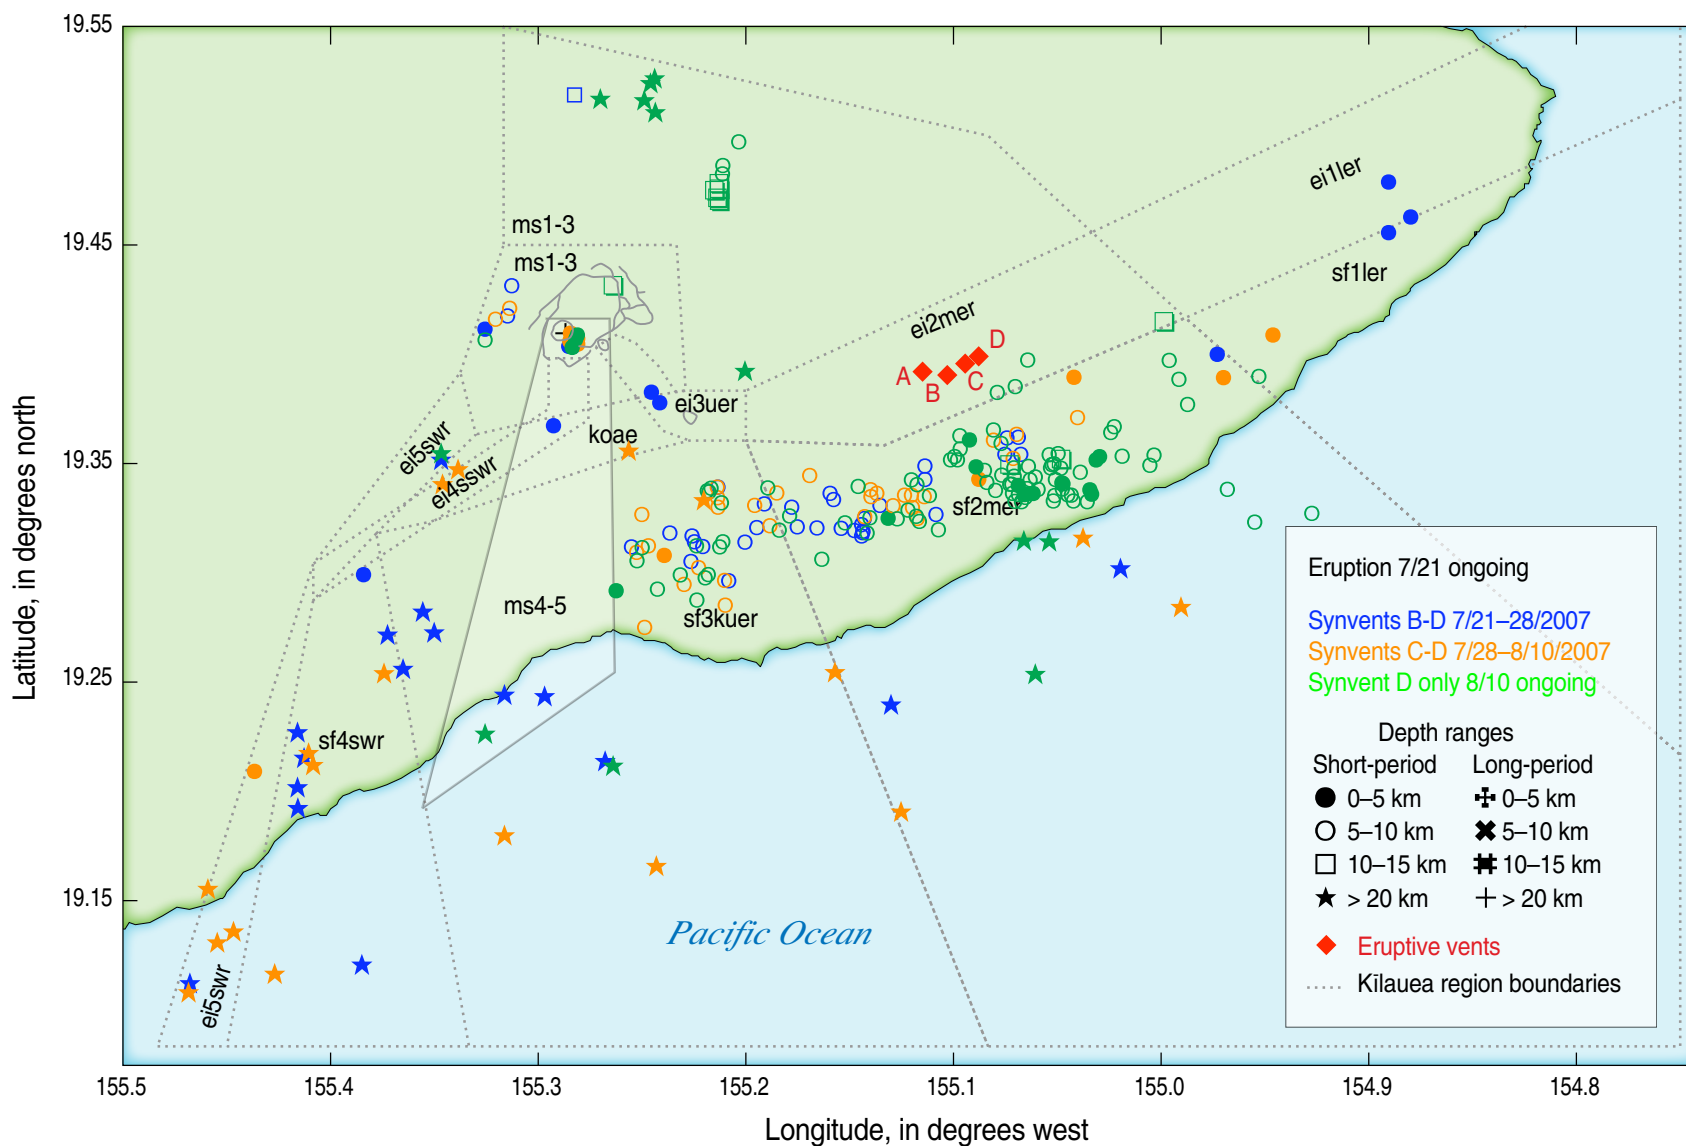 19.55
19.45
19.35
19.25
19.15
Latitude, in degrees north
155.5
155.4
155.3
155.2
155.1
155.0
154.9
154.8
Longitude, in degrees west
ms1-3
ms1-3
ei1ler
sf1ler
ei2mer
A
B
C
D
ei3uer
koae
ei5swr
ei4sswr
sf2mer
ms4-5
sf3kuer
sf4swr
ei5swr
Pacific Ocean
Eruption 7/21 ongoing
Synvents B-D 7/21–28/2007
Synvents C-D 7/28–8/10/2007
Synvent D only 8/10 ongoing
Depth ranges
Short-period Long-period
0–5 km 0–5 km
5–10 km 5–10 km
10–15 km 10–15 km
> 20 km > 20 km
Eruptive vents
Kīlauea region boundaries